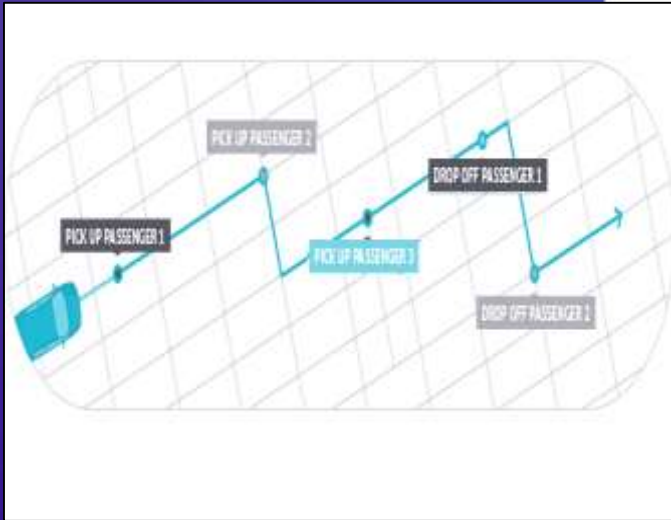 PICK UP PASSENGER 1
PICK UP PASSENGER 2
PICK UP PASSENGER 3
DROP OFF PASSENGER 1
DROP OFF PASSENGER 2